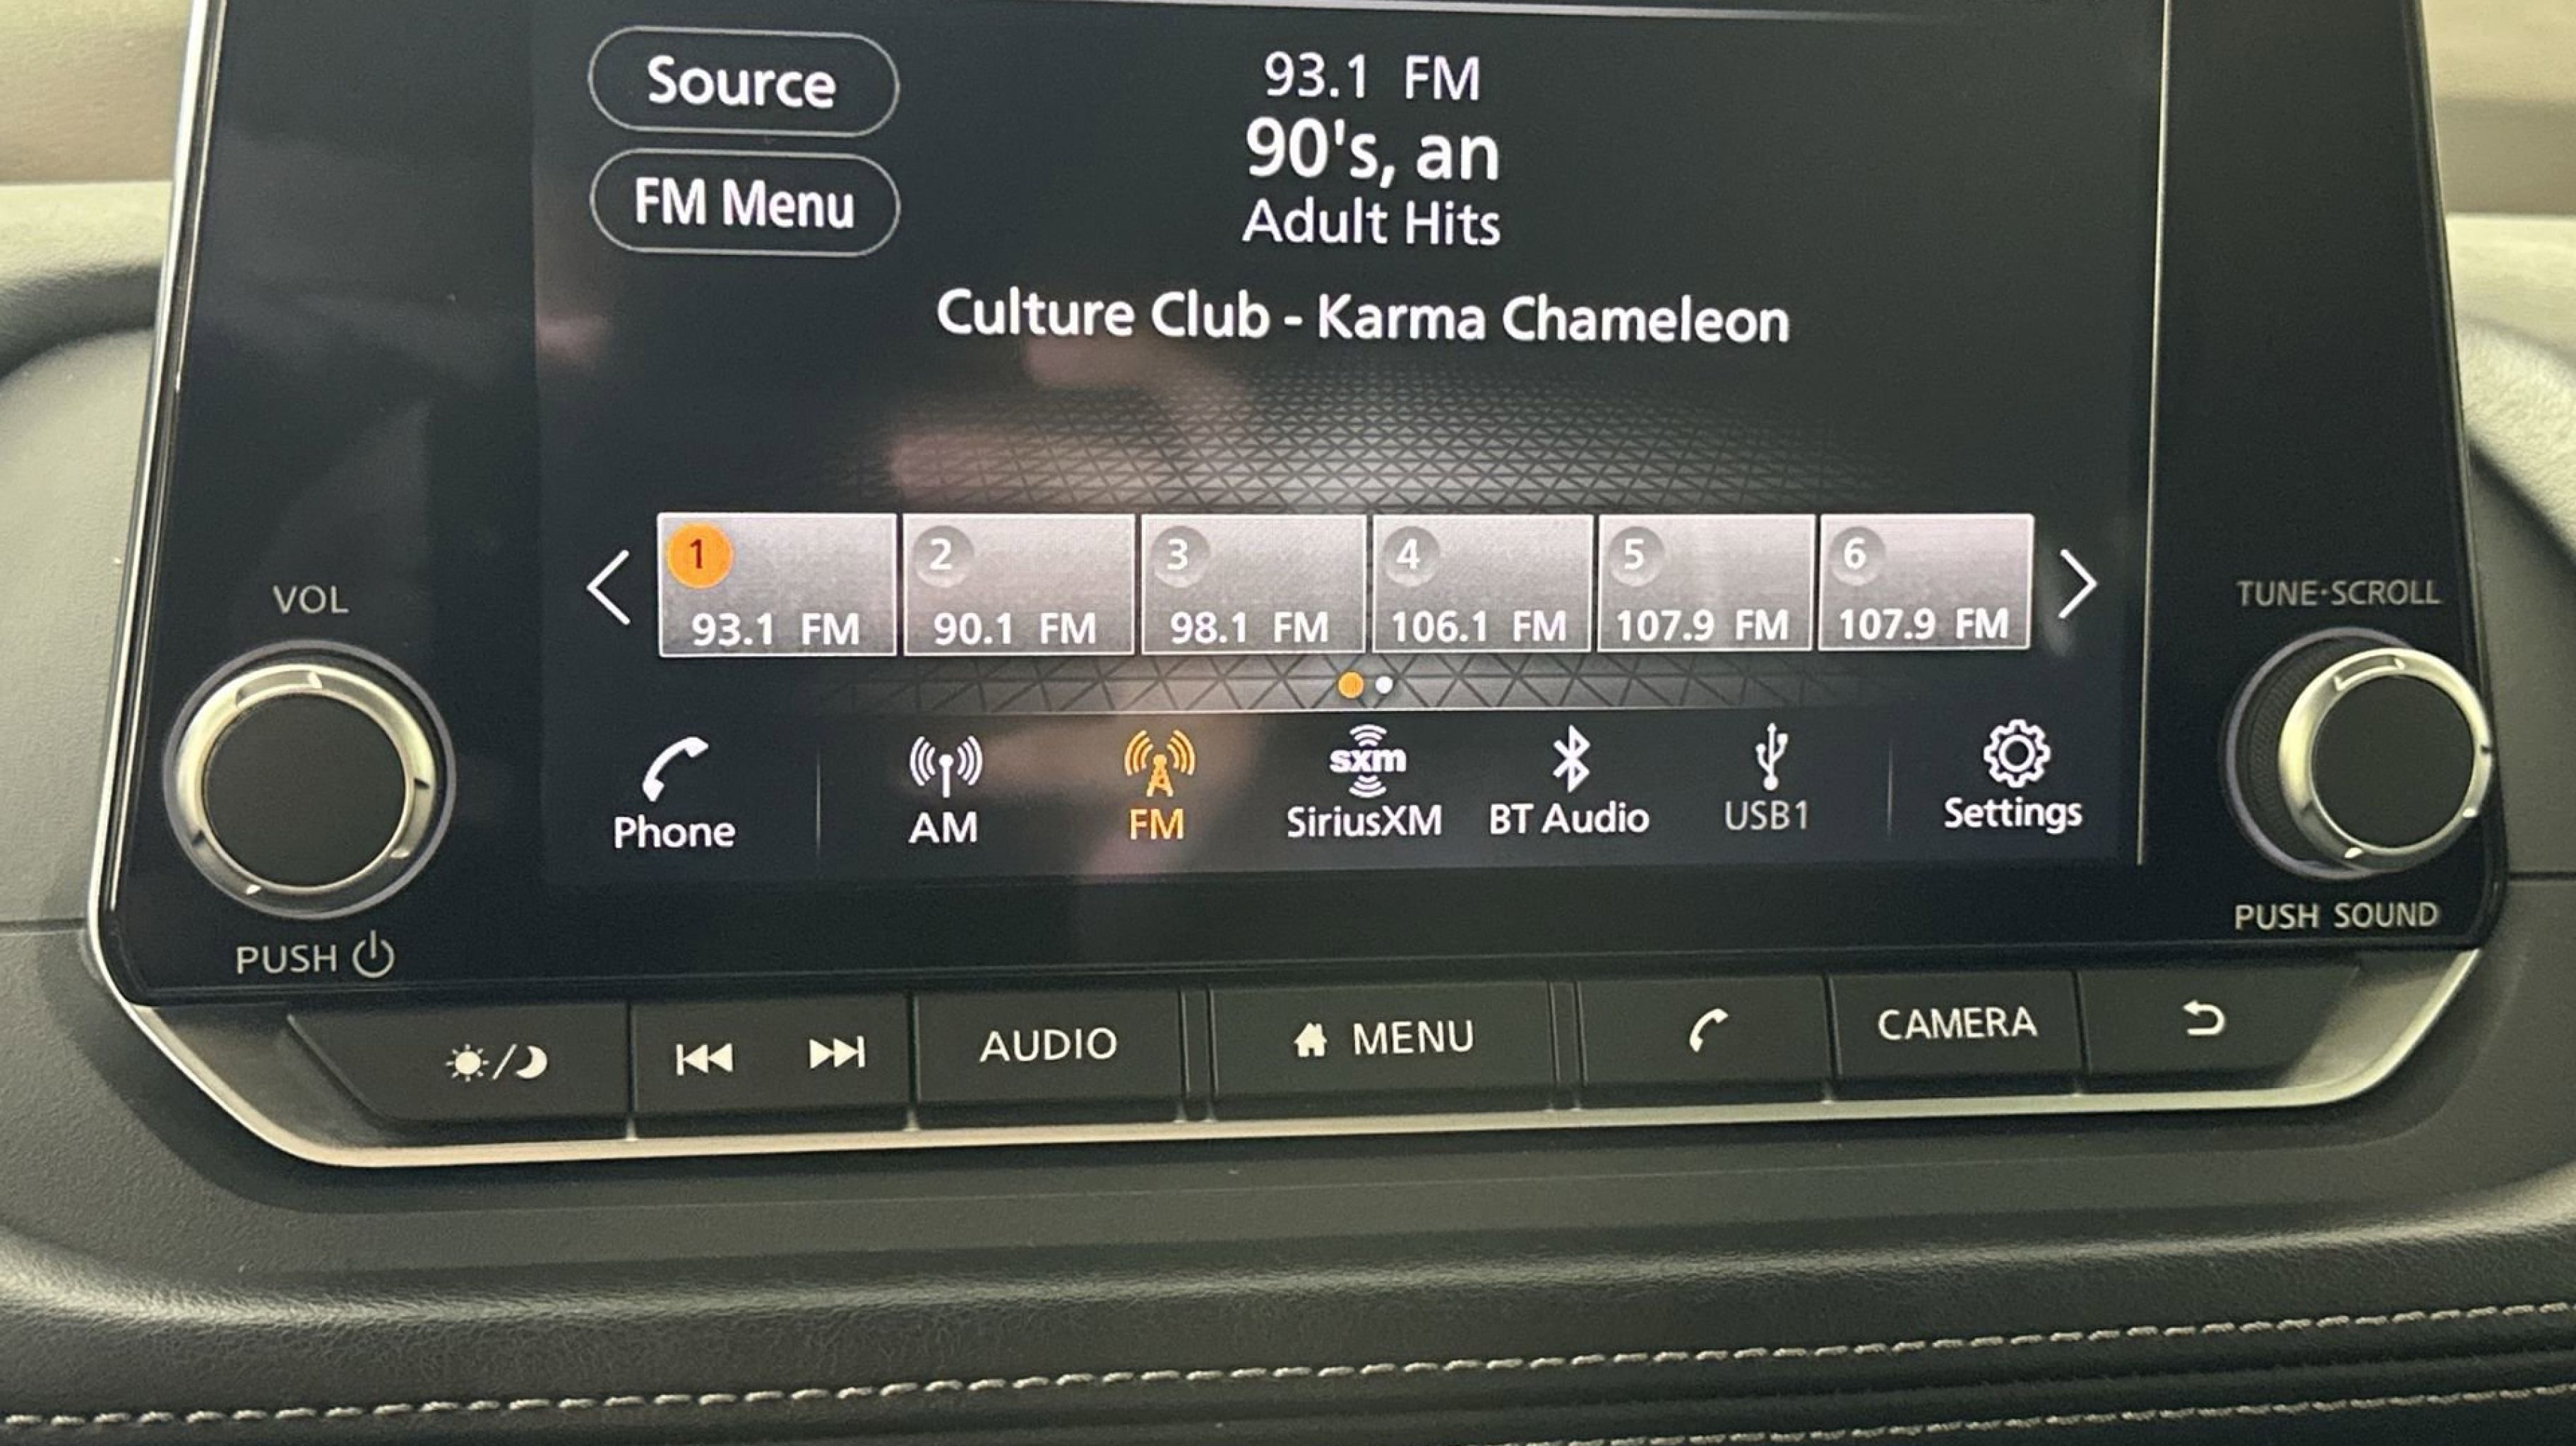 Source
93.1 FM
90's, an
FM Menu
Adult Hits
Culture Club - Karma Chameleon
1 2 3 4 5 6
93.1 FM 90.1 FM 98.1 FM 106.1 FM 107.9 FM 107.9 FM
VOL
TUNE·SCROLL
sxm
Phone AM FM SiriusXM BT Audio USB1 Settings
PUSH
PUSH SOUND
AUDIO MENU CAMERA